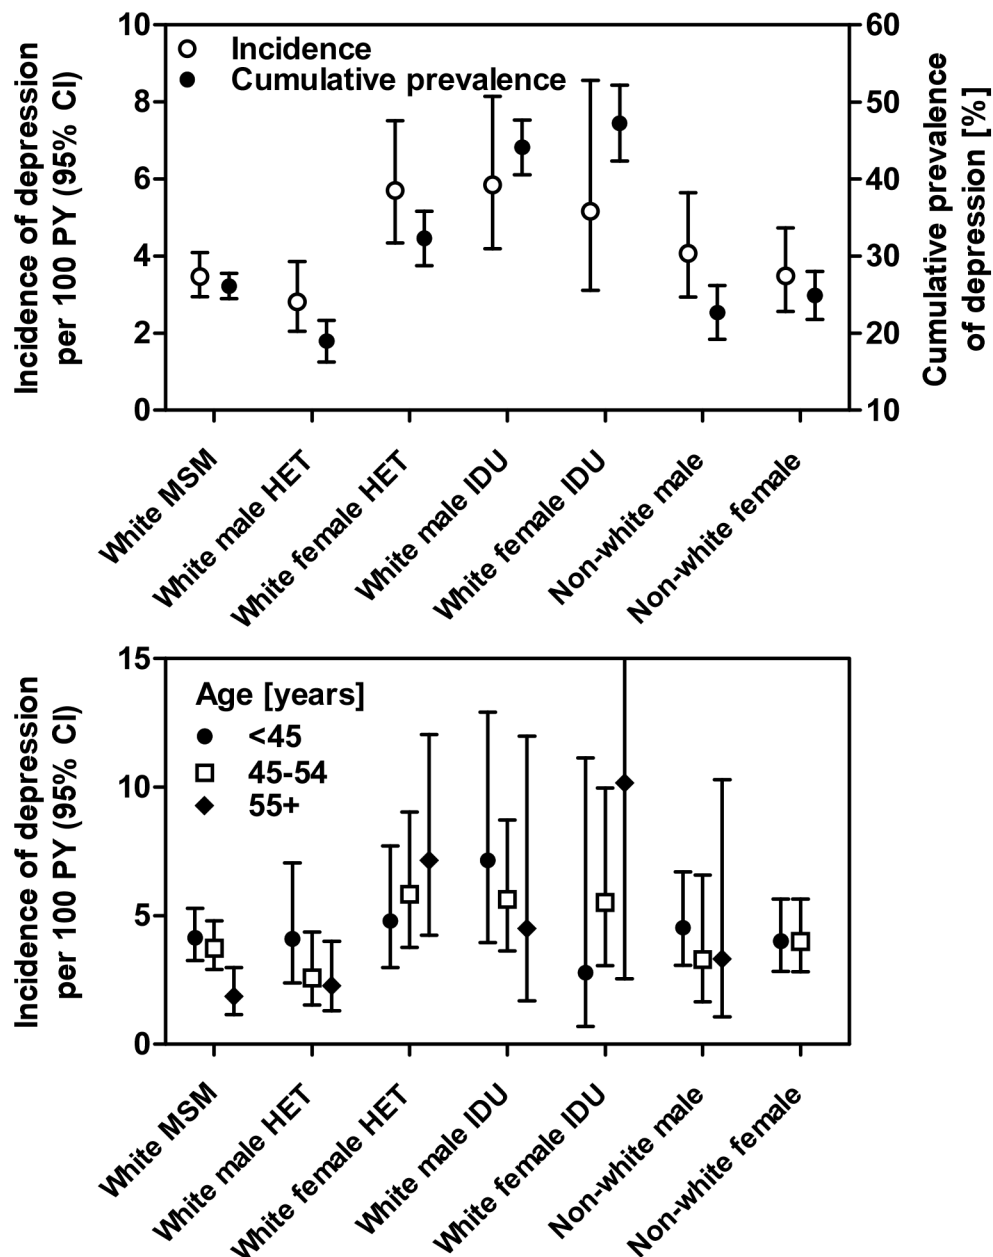 10
8
6
4
2
0
Incidence of depression
per 100 PY (95% CI)
Incidence
Cumulative prevalence
60
50
40
30
20
10
Cumulative prevalence
of depression [%]
White MSM
White male HET
White female HET
White male IDU
White female IDU
Non-white male
Non-white female
15
10
5
0
Incidence of depression
per 100 PY (95% CI)
Age [years]
<45
45-54
55+
White MSM
White male HET
White female HET
White male IDU
White female IDU
Non-white male
Non-white female